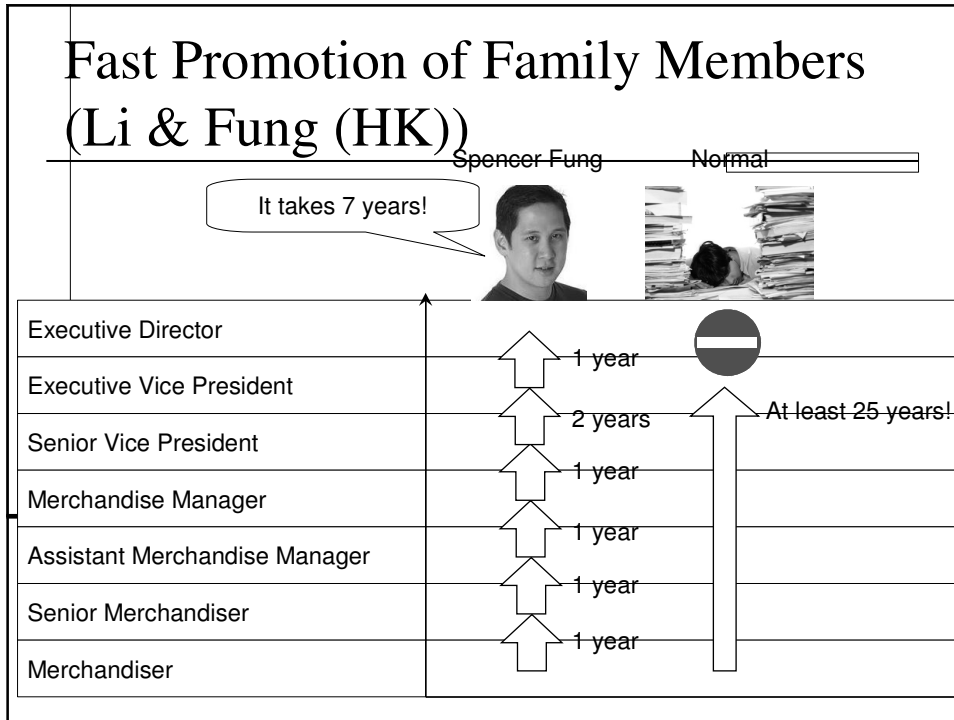 Fast Promotion of Family Members
(Li & Fung (HK))
Spencer Fung
Normal
It takes 7 years!
Executive Director
1 year
Executive Vice President
2 years
At least 25 years!
Senior Vice President
1 year
Merchandise Manager
1 year
Assistant Merchandise Manager
1 year
Senior Merchandiser
1 year
Merchandiser